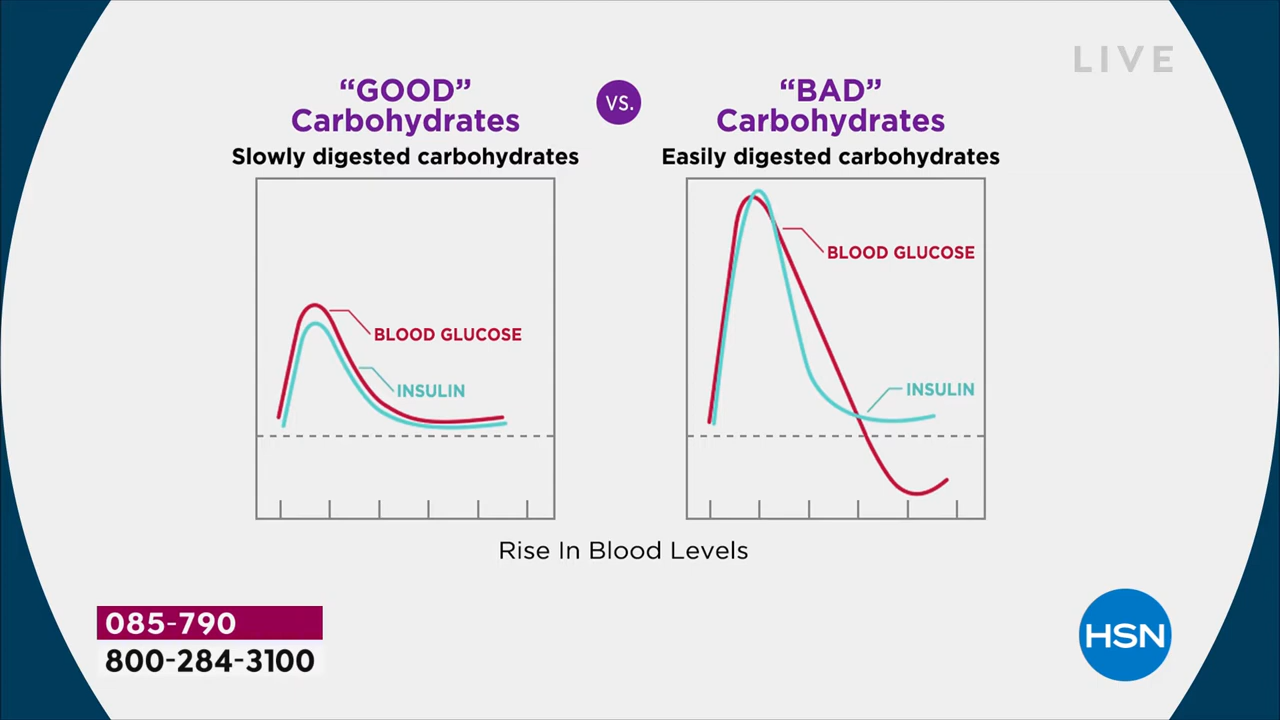 LIVE
“GOOD”
Carbohydrates
Slowly digested carbohydrates
VS.
“BAD”
Carbohydrates
Easily digested carbohydrates
BLOOD GLUCOSE
INSULIN
BLOOD GLUCOSE
INSULIN
Rise In Blood Levels
085-790
800-284-3100
HSN